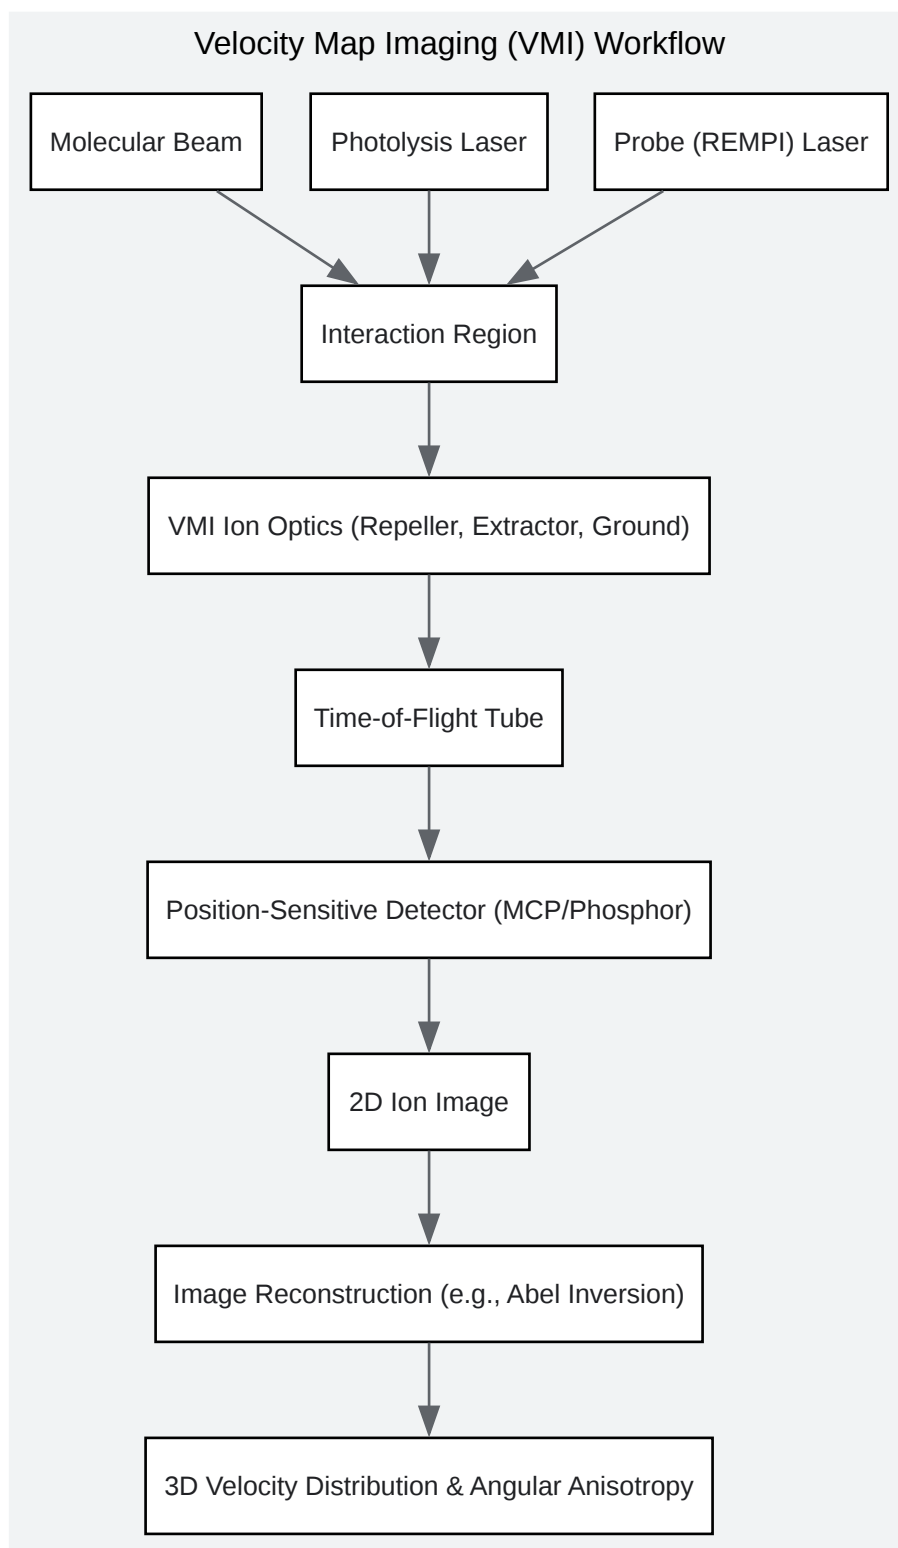 Velocity Map Imaging (VMI) Workflow
Molecular Beam
Photolysis Laser
Probe (REMPI) Laser
Interaction Region
VMI Ion Optics (Repeller, Extractor, Ground)
Time-of-Flight Tube
Position-Sensitive Detector (MCP/Phosphor)
2D Ion Image
Image Reconstruction (e.g., Abel Inversion)
3D Velocity Distribution & Angular Anisotropy